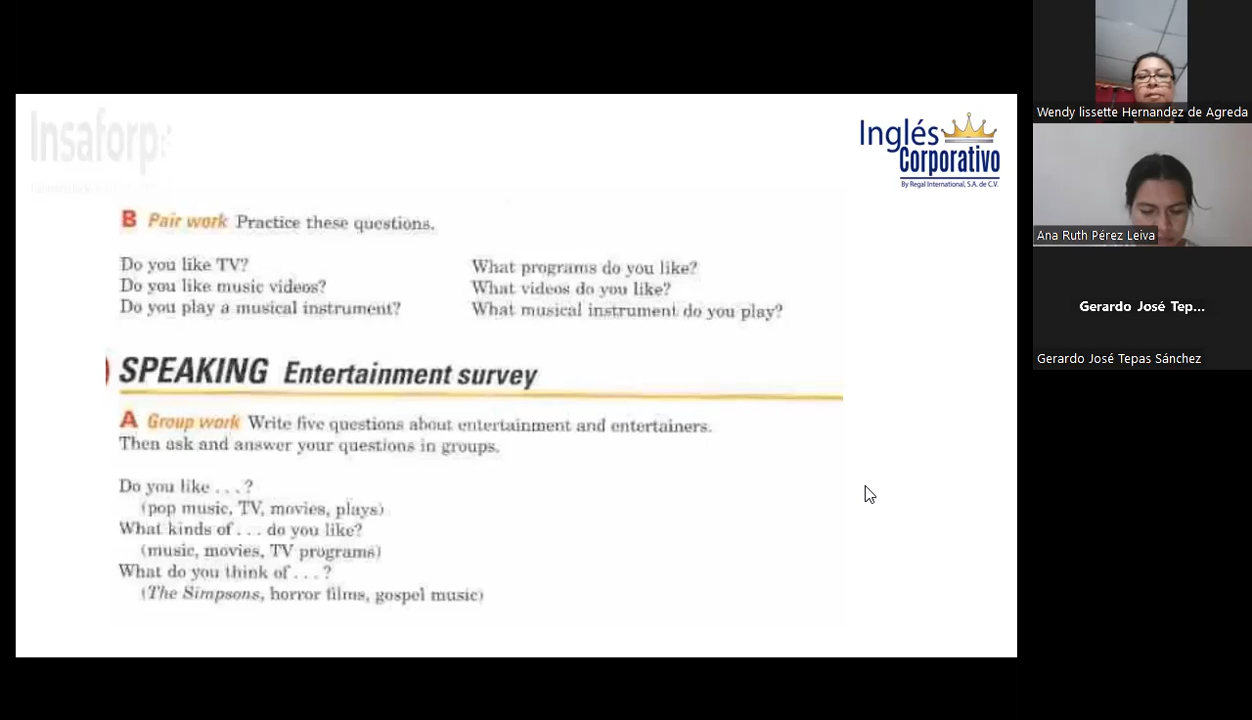 Insaforp
Inglés
Corporativo
By Regal International, S.A. de C.V.
B Pair work Practice these questions.
Do you like TV? What programs do you like?
Do you like music videos? What videos do you like?
Do you play a musical instrument? What musical instrument do you play?
SPEAKING Entertainment survey
A Group work Write five questions about entertainment and entertainers.
Then ask and answer your questions in groups.
Do you like . . . ?
(pop music, TV, movies, plays)
What kinds of . . . do you like?
(music, movies, TV programs)
What do you think of . . . ?
(The Simpsons, horror films, gospel music)
Wendy lissette Hernandez de Agreda
Ana Ruth Pérez Leiva
Gerardo José Tep...
Gerardo José Tepas Sánchez